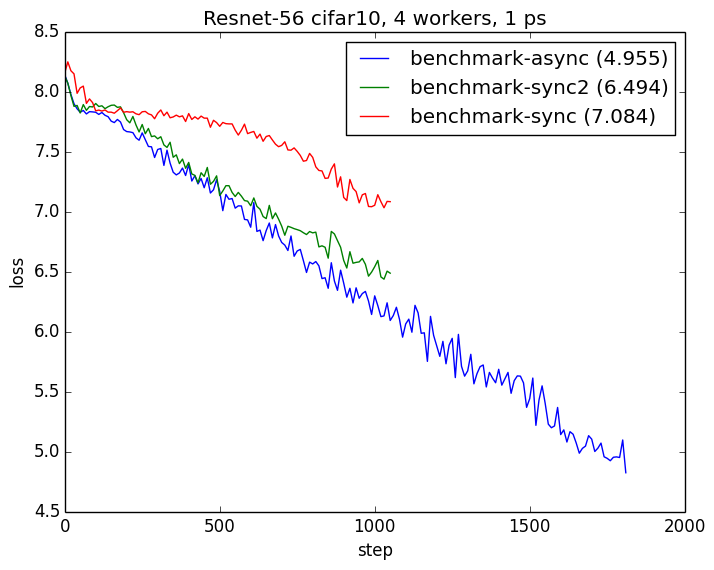 Resnet-56 cifar10, 4 workers, 1 ps
8.5
8.0
7.5
7.0
6.5
6.0
5.5
5.0
4.5
loss
benchmark-async (4.955)
benchmark-sync2 (6.494)
benchmark-sync (7.084)
0 500 1000 1500 2000
step